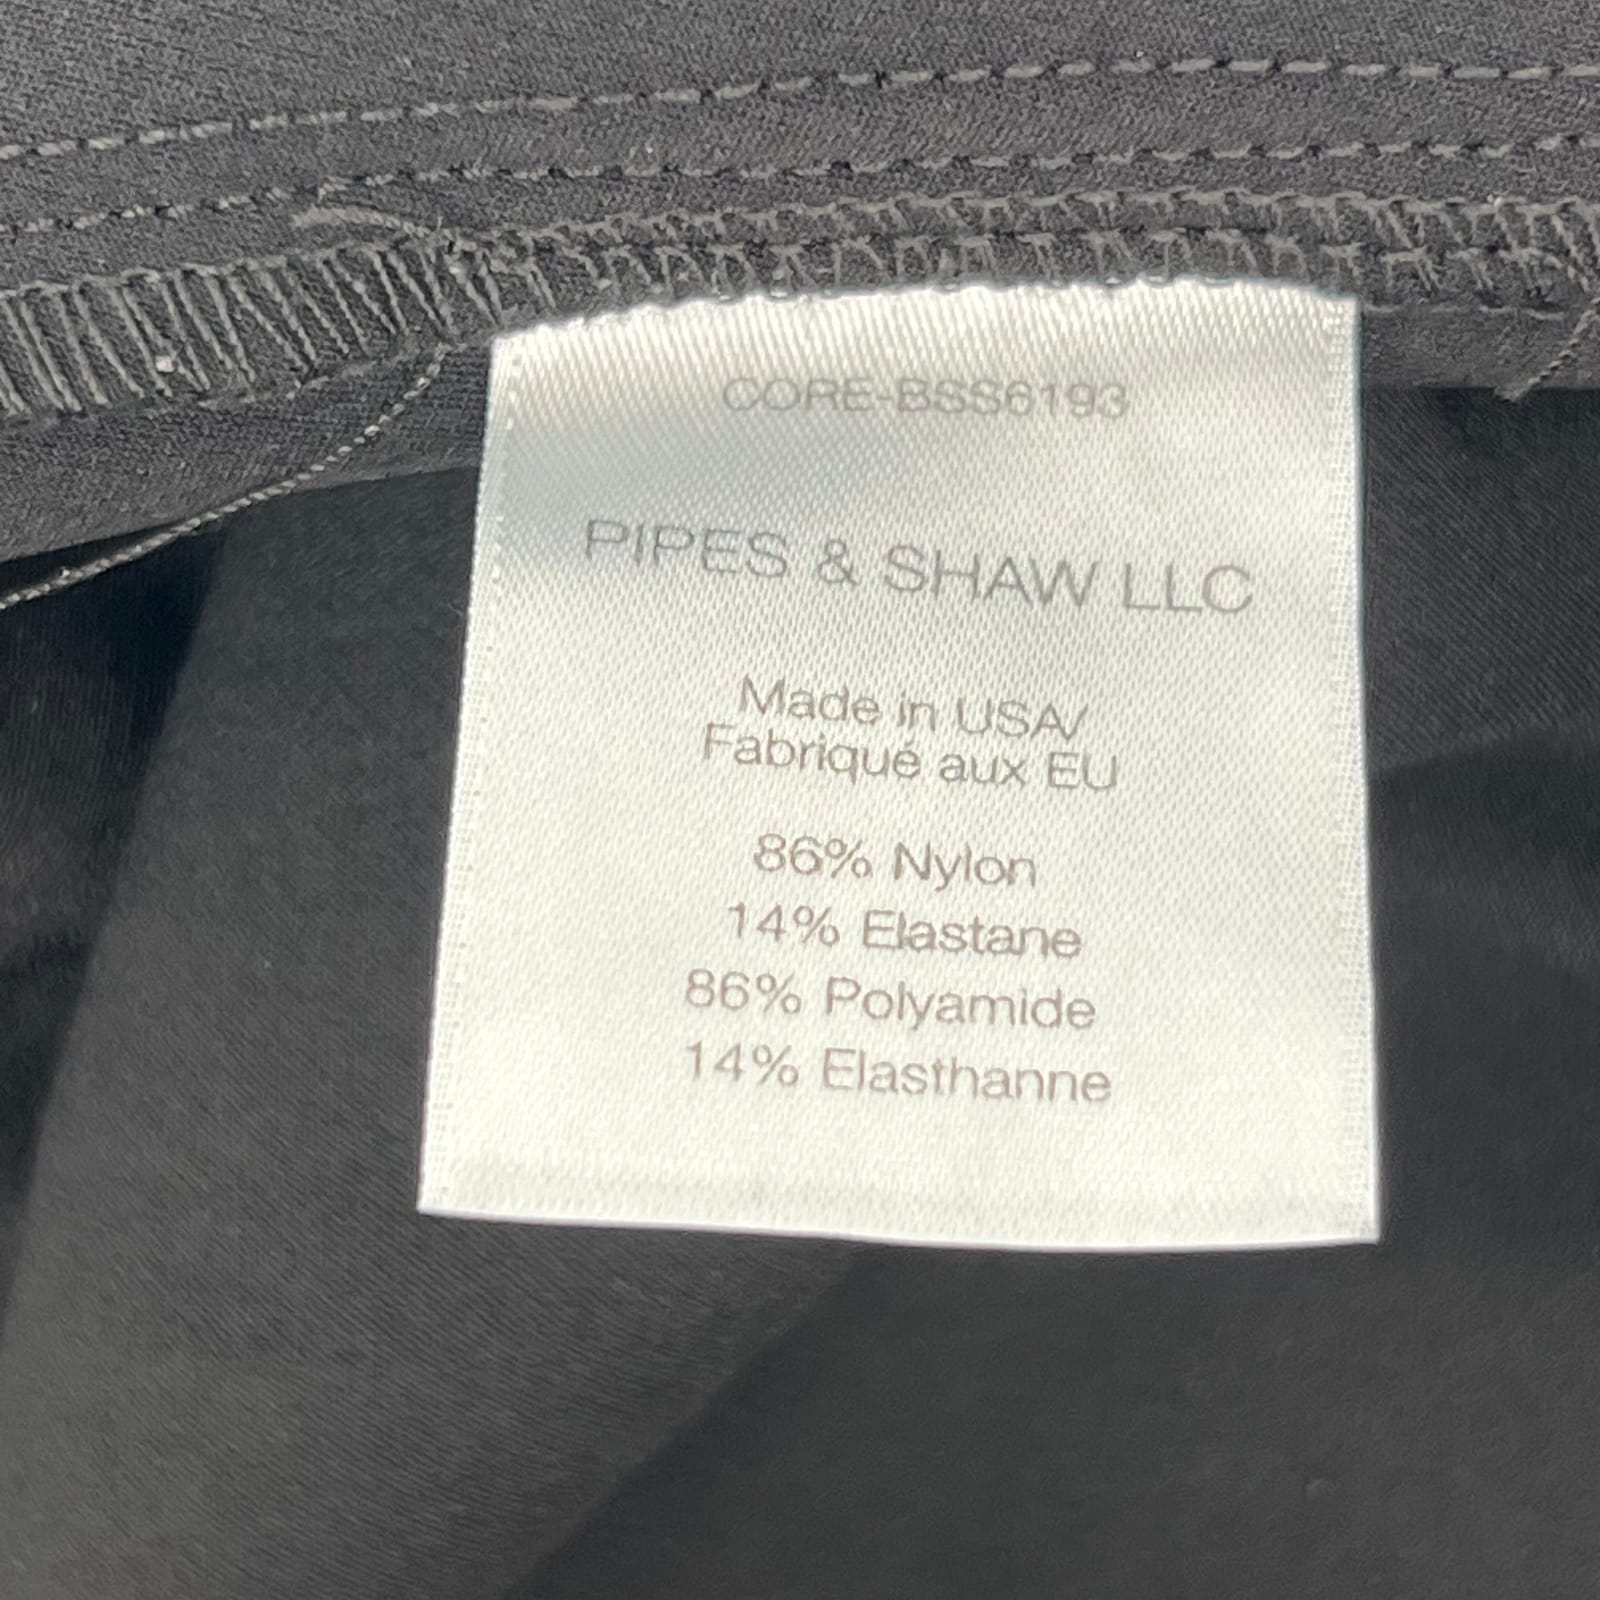 CORE-BSS6193
PIPES & SHAW LLC
Made in USA/
Fabriqué aux EU
86% Nylon
14% Elastane
86% Polyamide
14% Elasthanne